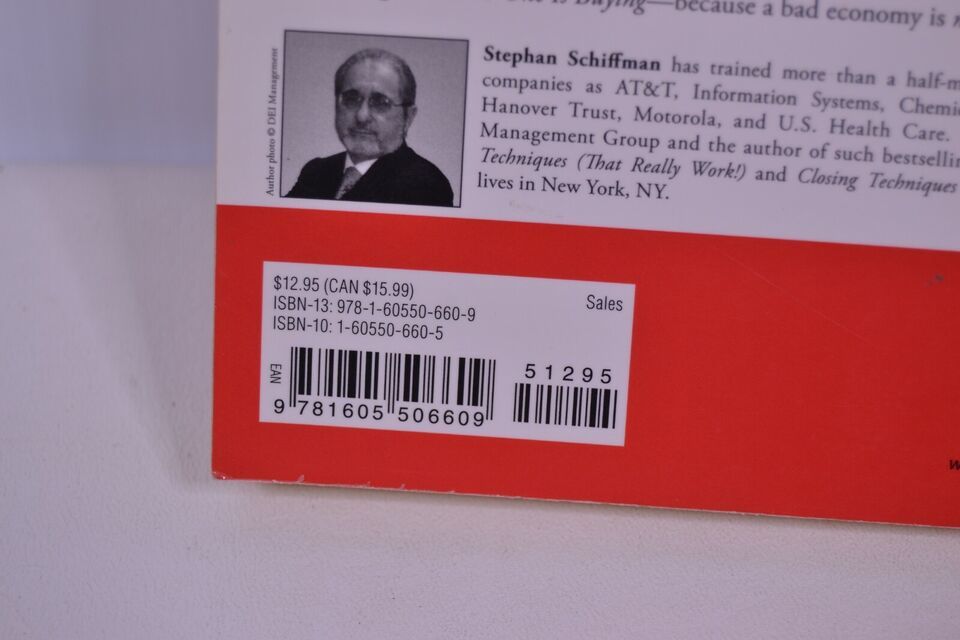 One Is Buying—because a bad economy is
Stephan Schiffman has trained more than a half-m
companies as AT&T, Information Systems, Chemic
Hanover Trust, Motorola, and U.S. Health Care.
Management Group and the author of such bestsellin
Techniques (That Really Work!) and Closing Techniques
lives in New York, NY.
Author photo © DEI Management
$12.95 (CAN $15.99)
ISBN-13: 978-1-60550-660-9
ISBN-10: 1-60550-660-5
Sales
EAN
51295
9 781605 506609